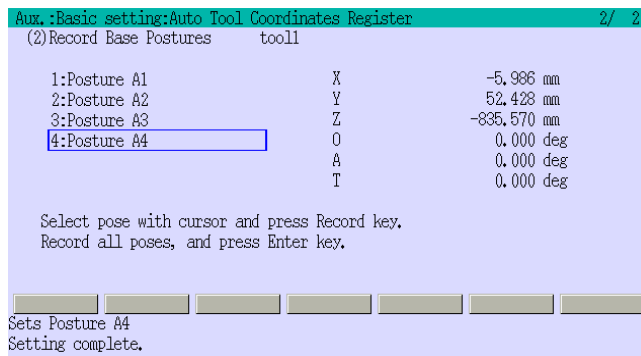 Aux.:Basic setting:Auto Tool Coordinates Register 2/ 2
(2)Record Base Postures tool1
1:Posture A1 X -5.986 mm
2:Posture A2 Y 52.428 mm
3:Posture A3 Z -835.570 mm
4:Posture A4 O 0.000 deg
A 0.000 deg
T 0.000 deg
Select pose with cursor and press Record key.
Record all poses, and press Enter key.
Sets Posture A4
Setting complete.